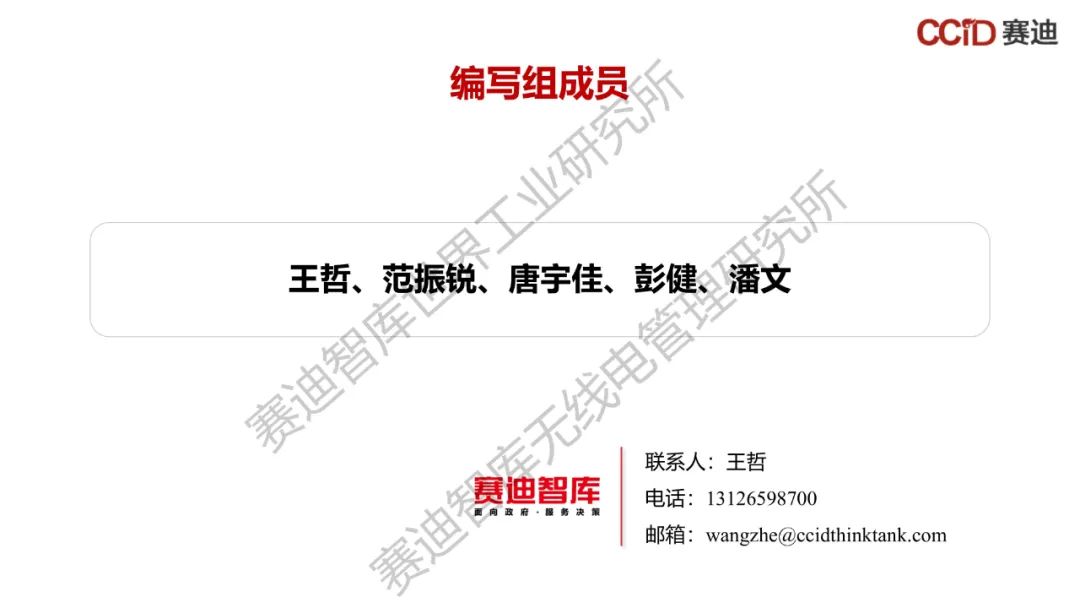 CCID 赛迪
编写组成员
王哲、范振锐、唐宇佳、彭健、潘文
赛迪智库世界工业研究所
赛迪智库无线电管理研究所
赛迪智库
面向政府·服务决策
联系人：王哲
电话：13126598700
邮箱：wangzhe@ccidthinktank.com